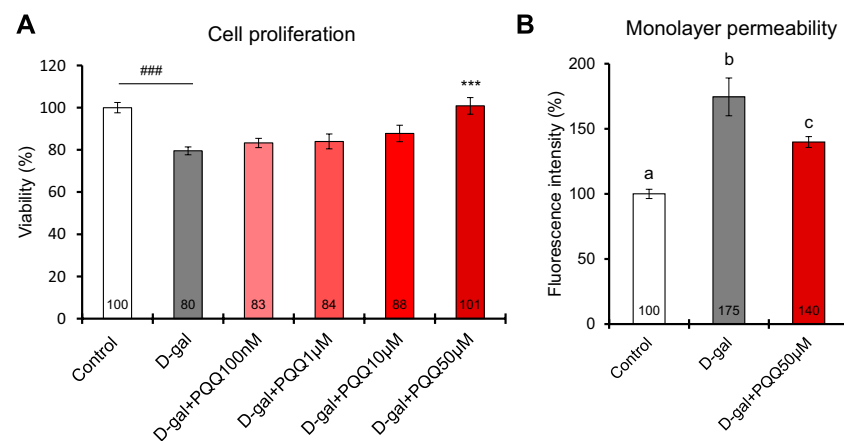 A
Cell proliferation
Viability (%)
120
100
80
60
40
20
0
###
***
100
80
83
84
88
101
Control
D-gal
D-gal+PQQ100nM
D-gal+PQQ1µM
D-gal+PQQ10µM
D-gal+PQQ50µM
B
Monolayer permeability
Fluorescence intensity (%)
200
150
100
50
0
a
b
c
100
175
140
Control
D-gal
D-gal+PQQ50µM